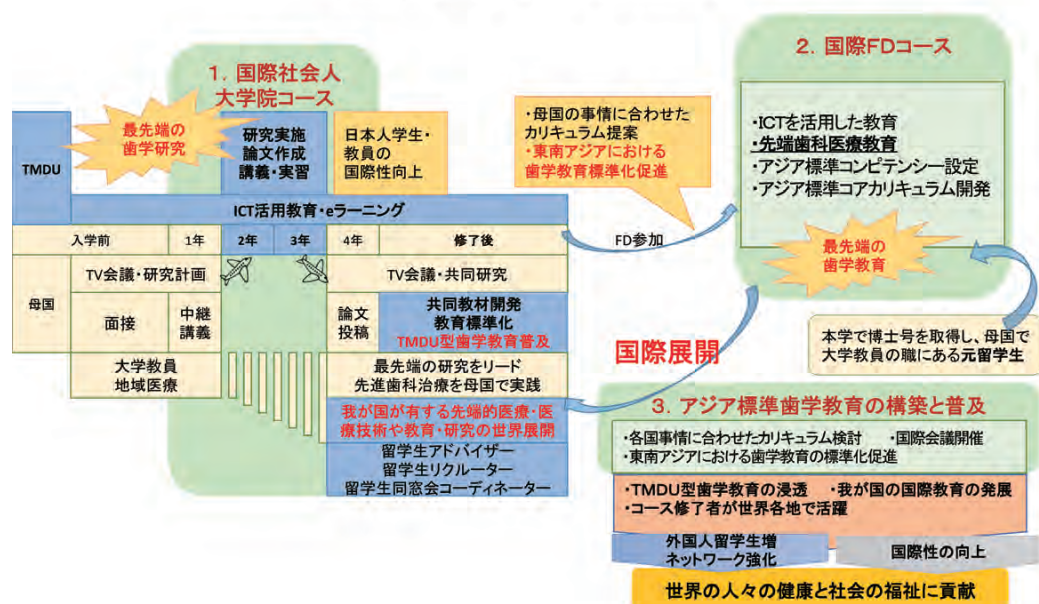 1. 国際社会人
大学院コース
最先端の
歯学研究
TMDU
研究実施
論文作成
講義・実習
日本人学生・
教員の
国際性向上
ICT活用教育・eラーニング
入学前
1年
2年
3年
4年
修了後
母国
TV会議・研究計画
TV会議・共同研究
面接
中継
講義
論文
投稿
共同教材開発
教育標準化
TMDU型歯学教育普及
大学教員
地域医療
最先端の研究をリード
先進歯科治療を母国で実践
我が国が有する先端的医療・医
療技術や教育・研究の世界展開
留学生アドバイザー
留学生リクルーター
留学生同窓会コーディネーター
・母国の事情に合わせた
カリキュラム提案
・東南アジアにおける
歯学教育標準化促進
FD参加
2. 国際FDコース
・ICTを活用した教育
・先端歯科医療教育
・アジア標準コンピテンシー設定
・アジア標準コアカリキュラム開発
最先端の
歯学教育
本学で博士号を取得し、母国で
大学教員の職にある元留学生
国際展開
3. アジア標準歯学教育の構築と普及
・各国事情に合わせたカリキュラム検討 ・国際会議開催
・東南アジアにおける歯学教育の標準化促進
・TMDU型歯学教育の浸透 ・我が国の国際教育の発展
・コース修了者が世界各地で活躍
外国人留学生増
ネットワーク強化
国際性の向上
世界の人々の健康と社会の福祉に貢献